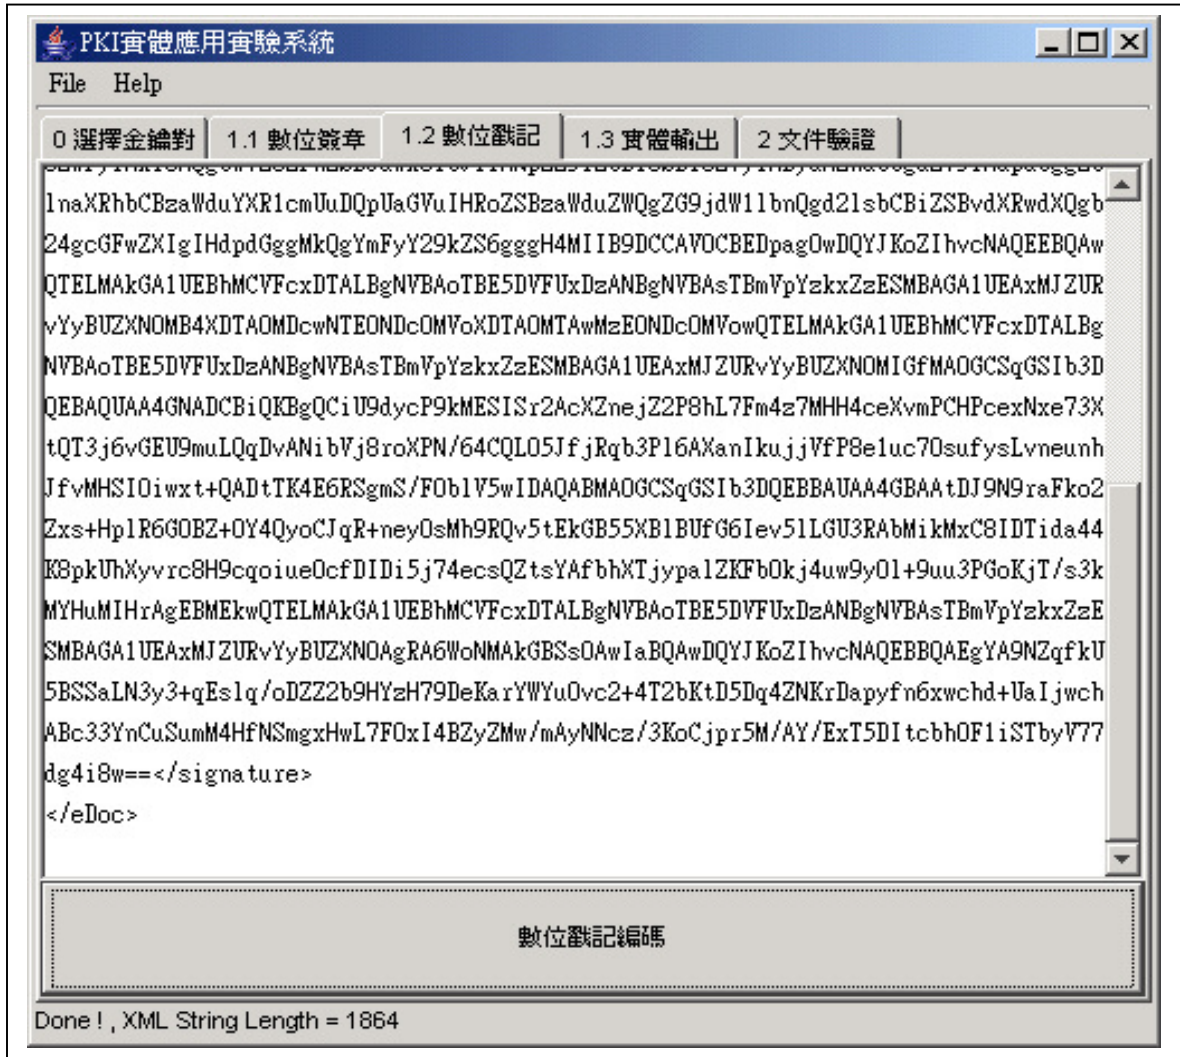 PKI實體應用實驗系統
File Help
0 選擇金鑰對 1.1 數位簽章 1.2 數位戳記 1.3 實體輸出 2 文件驗證
lnaXRhbCBzaWduYXR1cmUuDQpUaGVuIHRoZSBzaWduZWQgZG9jdW1lbnQgd2lsbCBiZSBvdXRwdXQgb
24gcGFwZXIgIHdpdGggMkQgYmFyY29kZS6gggH4MIIB9DCCAVOCBEDpagOwDQYJKoZIhvcNAQEEBQAw
QTELMAkGA1UEBhMCVFcxDTALBgNVBAoTBE5DVFUxDzANBgNVBAsTBmVpYzkxZzESMBAGA1UEAxMJZUR
vYyBUZXN0MB4XDTA0MDcwNTE0NDc0MVoXDTA0MTAwMzE0NDc0MVowQTELMAkGA1UEBhMCVFcxDTALBg
NVBAoTBE5DVFUxDzANBgNVBAsTBmVpYzkxZzESMBAGA1UEAxMJZURvYyBUZXN0MIGfMA0GCSqGSIb3D
QEBAQUAA4GNADCBiQKBgQCiU9dycP9kMESISr2AcXZnejZ2P8hL7Fm4z7MHH4ceXvmPCHPcexNxe73X
tQT3j6vGEU9muLQqDvANibVj8roXPN/64CQLO5JfjRqb3Pl6AXanIkujjVfP8e1uc7OsufysLvneunh
JfvMHSIOiwxt+QADtTK4E6RSgmS/FOblV5wIDAQABMA0GCSqGSIb3DQEBBAUAA4GBAAtDJ9N9raFko2
Zxs+HplR6GOBZ+OY4QyoCJqR+neyOsMh9RQv5tEkGB55XBlBUfG6Iev5lLGU3RAbMikMxC8IDTida44
K8pkUhXyvrc8H9cqoiueOcfDIDi5j74ecsQZtsYAfbhXTjypalZKFbOkj4uw9yOl+9uu3PGoKjT/s3k
MYHuMIHrAgEBMEkwQTELMAkGA1UEBhMCVFcxDTALBgNVBAoTBE5DVFUxDzANBgNVBAsTBmVpYzkxZzE
SMBAGA1UEAxMJZURvYyBUZXN0AgRA6WoNMAkGBSsOAwIaBQAwDQYJKoZIhvcNAQEBBQAEgYA9NZqfkU
5BSSaLN3y3+qEslq/oDZZ2b9HYzH79DeKarYWYuOvc2+4T2bKtD5Dq4ZNKrDapyfn6xwchd+UaIjwch
ABc33YnCuSumM4HfNSmgxHwL7FOxI4BZyZMw/mAyNNcz/3KoCjpr5M/AY/ExT5DItcbhOF1iSTbyV77
dg4i8w==</signature>
</eDoc>
數位戳記編碼
Done ! , XML String Length = 1864